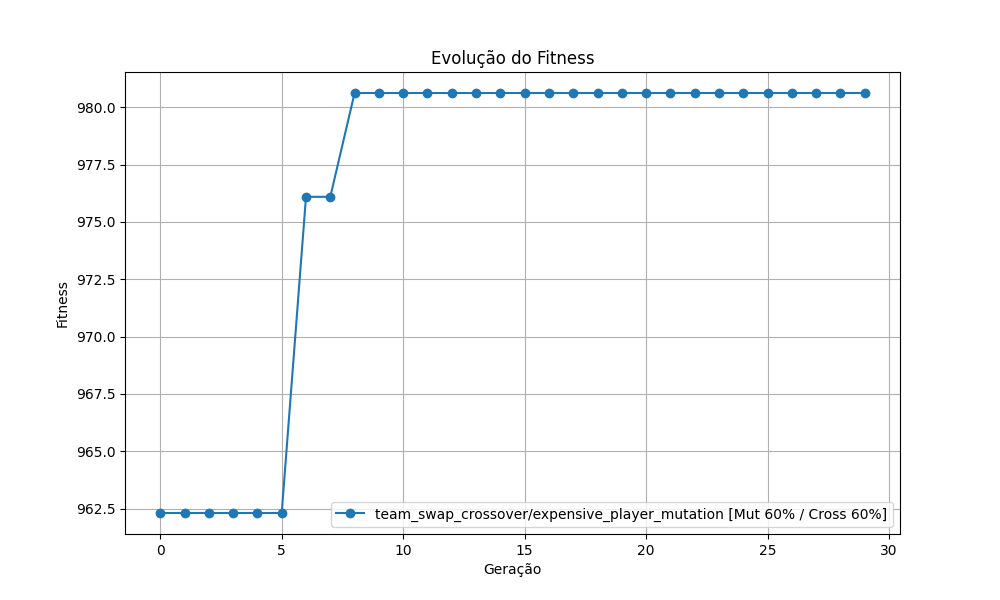 Evolução do Fitness
Fitness
980.0
977.5
975.0
972.5
970.0
967.5
965.0
962.5
team_swap_crossover/expensive_player_mutation [Mut 60% / Cross 60%]
0 5 10 15 20 25 30
Geração